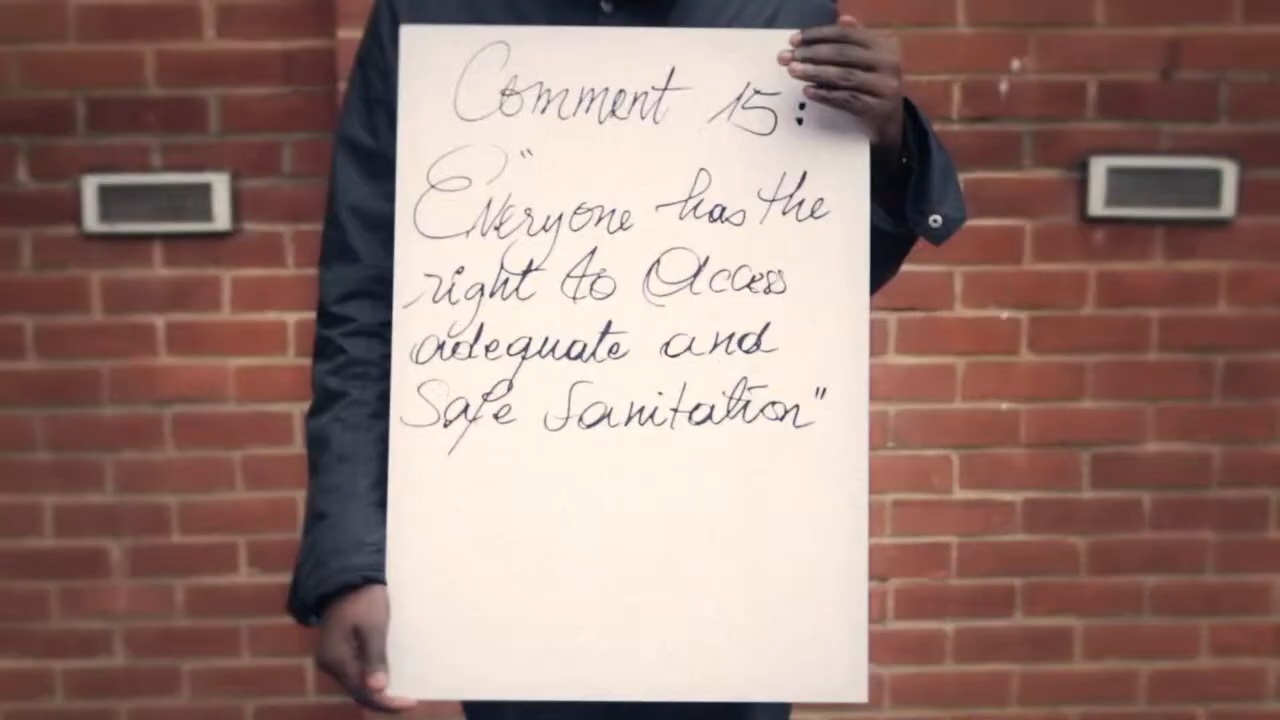 Comment 15:
"Everyone has the
right to Access
adequate and
Safe Sanitation"